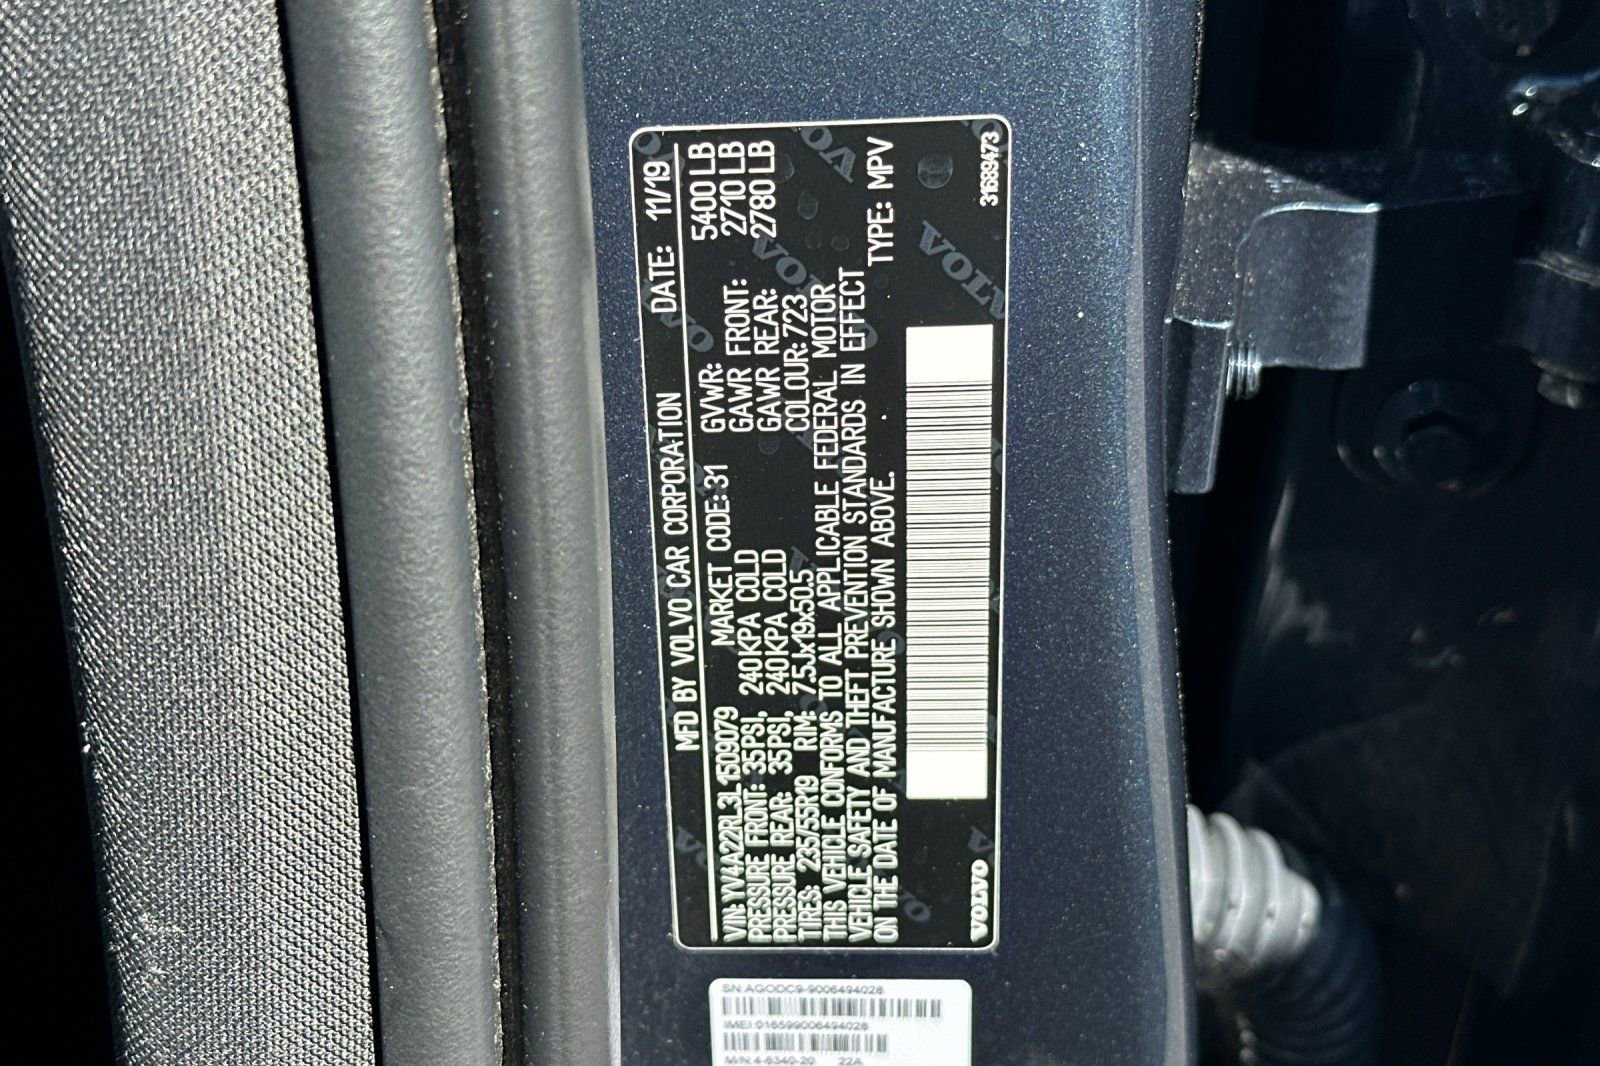 MFD BY VOLVO CAR CORPORATION DATE: 11/19
VIN: YV4A22RL3L1509079 MARKET CODE: 31 GVWR: 5400 LB
PRESSURE FRONT: 35PSI, 240KPA COLD GAWR FRONT: 2710 LB
PRESSURE REAR: 35PSI, 240KPA COLD GAWR REAR: 2780 LB
TIRES: 235/55R19 RIM: 7.5Jx19x50.5 COLOUR: 723
THIS VEHICLE CONFORMS TO ALL APPLICABLE FEDERAL MOTOR
VEHICLE SAFETY AND THEFT PREVENTION STANDARDS IN EFFECT
ON THE DATE OF MANUFACTURE SHOWN ABOVE. TYPE: MPV
VOLVO 31689473
SN:AGODC9-9006494028
IMEI:016599006494028
M/N:4-6340-20 22A